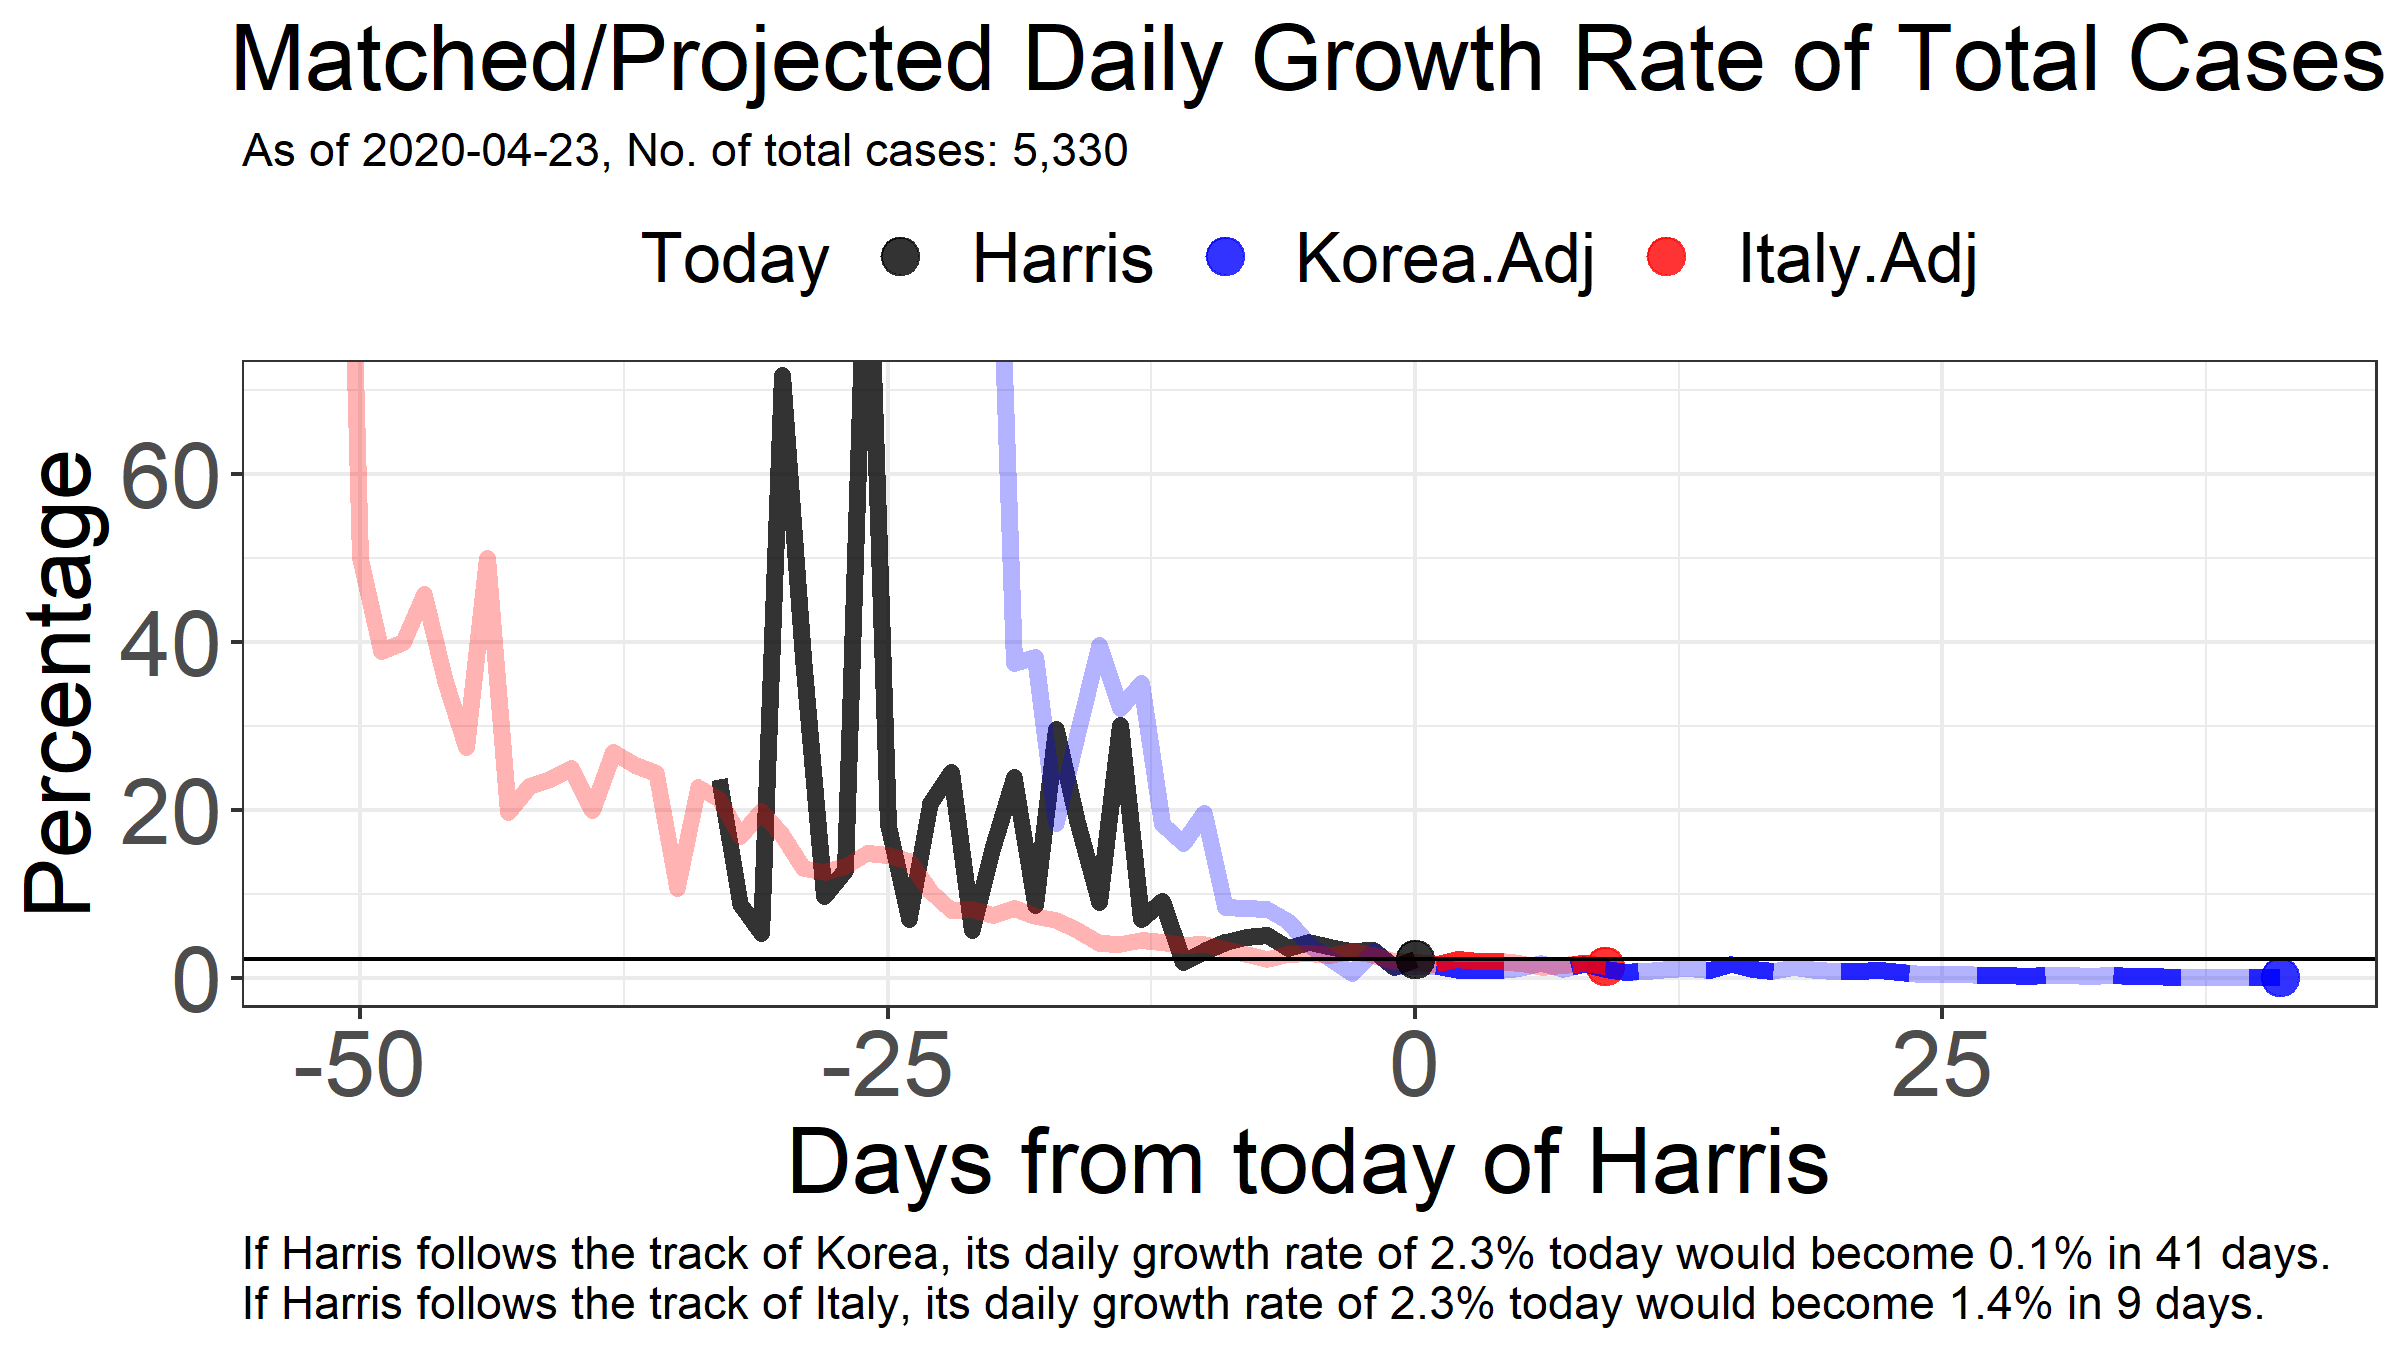 Matched/Projected Daily Growth Rate of Total Cases
As of 2020-04-23, No. of total cases: 5,330
Today Harris Korea.Adj Italy.Adj
Percentage
60
40
20
0
-50 -25 0 25
Days from today of Harris
If Harris follows the track of Korea, its daily growth rate of 2.3% today would become 0.1% in 41 days.
If Harris follows the track of Italy, its daily growth rate of 2.3% today would become 1.4% in 9 days.